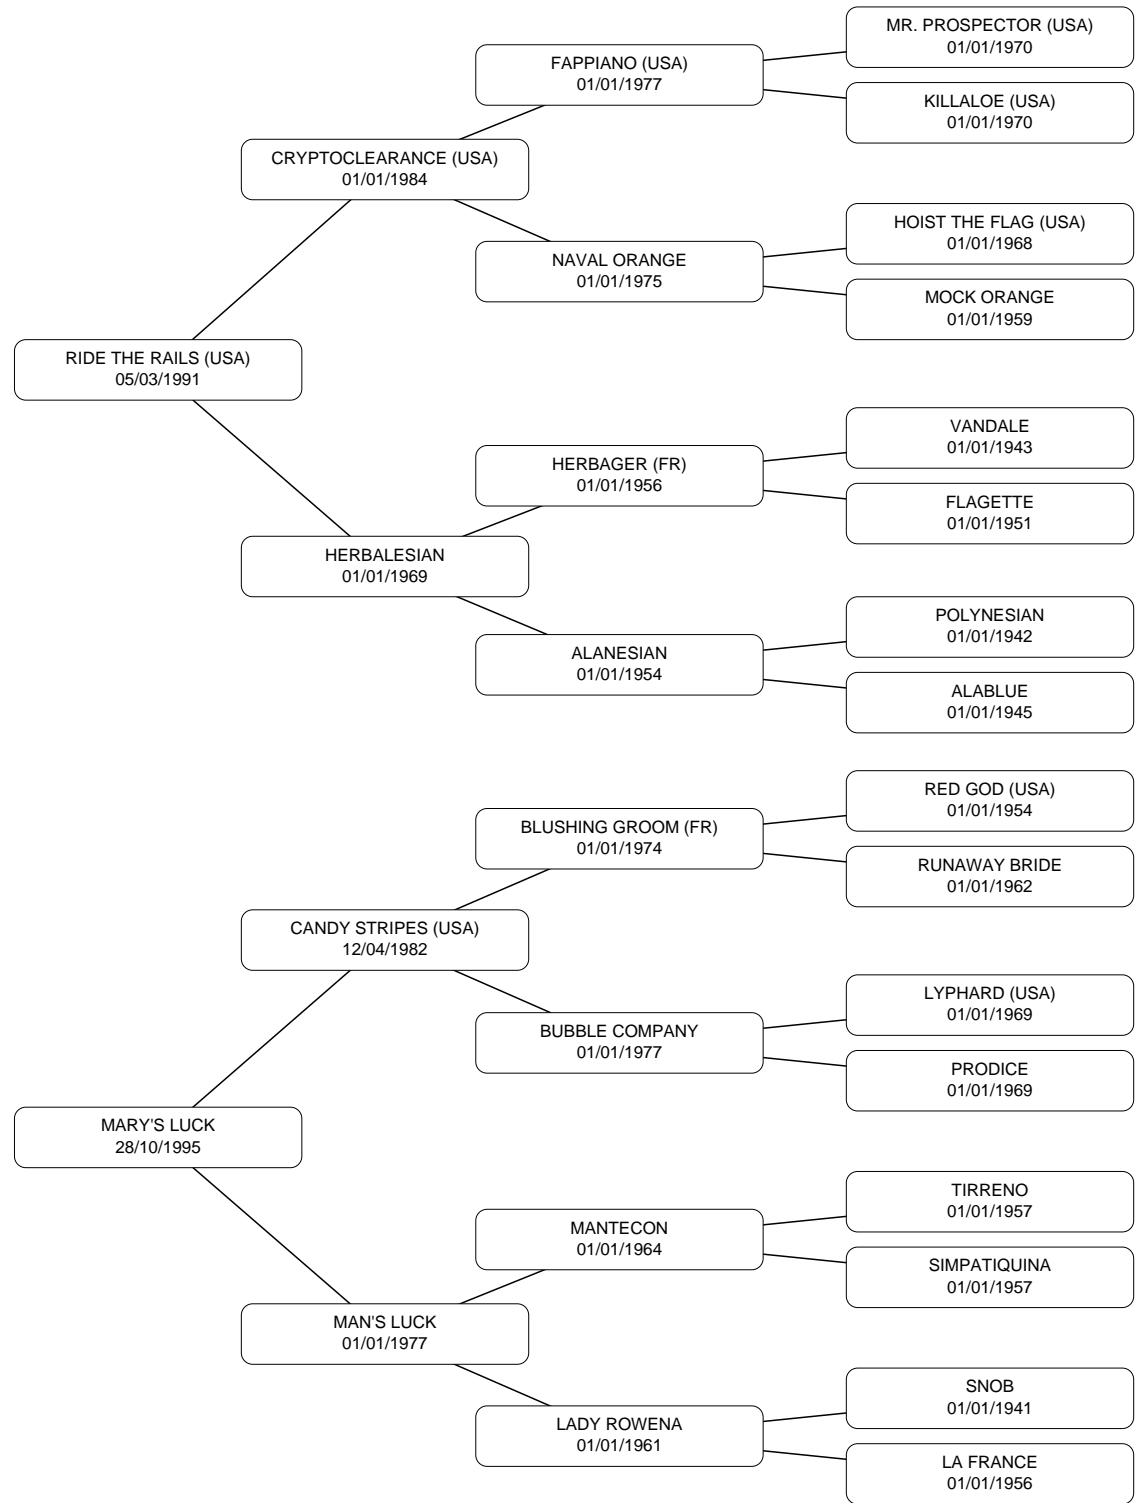 MR. PROSPECTOR (USA)
01/01/1970
FAPPIANO (USA)
01/01/1977
KILLALOE (USA)
01/01/1970
CRYPTOCLEARANCE (USA)
01/01/1984
HOIST THE FLAG (USA)
01/01/1968
NAVAL ORANGE
01/01/1975
MOCK ORANGE
01/01/1959
RIDE THE RAILS (USA)
05/03/1991
VANDALE
01/01/1943
HERBAGER (FR)
01/01/1956
FLAGETTE
01/01/1951
HERBALESIAN
01/01/1969
POLYNESIAN
01/01/1942
ALANESIAN
01/01/1954
ALABLUE
01/01/1945
RED GOD (USA)
01/01/1954
BLUSHING GROOM (FR)
01/01/1974
RUNAWAY BRIDE
01/01/1962
CANDY STRIPES (USA)
12/04/1982
LYPHARD (USA)
01/01/1969
BUBBLE COMPANY
01/01/1977
PRODICE
01/01/1969
MARY'S LUCK
28/10/1995
TIRRENO
01/01/1957
MANTECON
01/01/1964
SIMPATIQUINA
01/01/1957
MAN'S LUCK
01/01/1977
SNOB
01/01/1941
LADY ROWENA
01/01/1961
LA FRANCE
01/01/1956